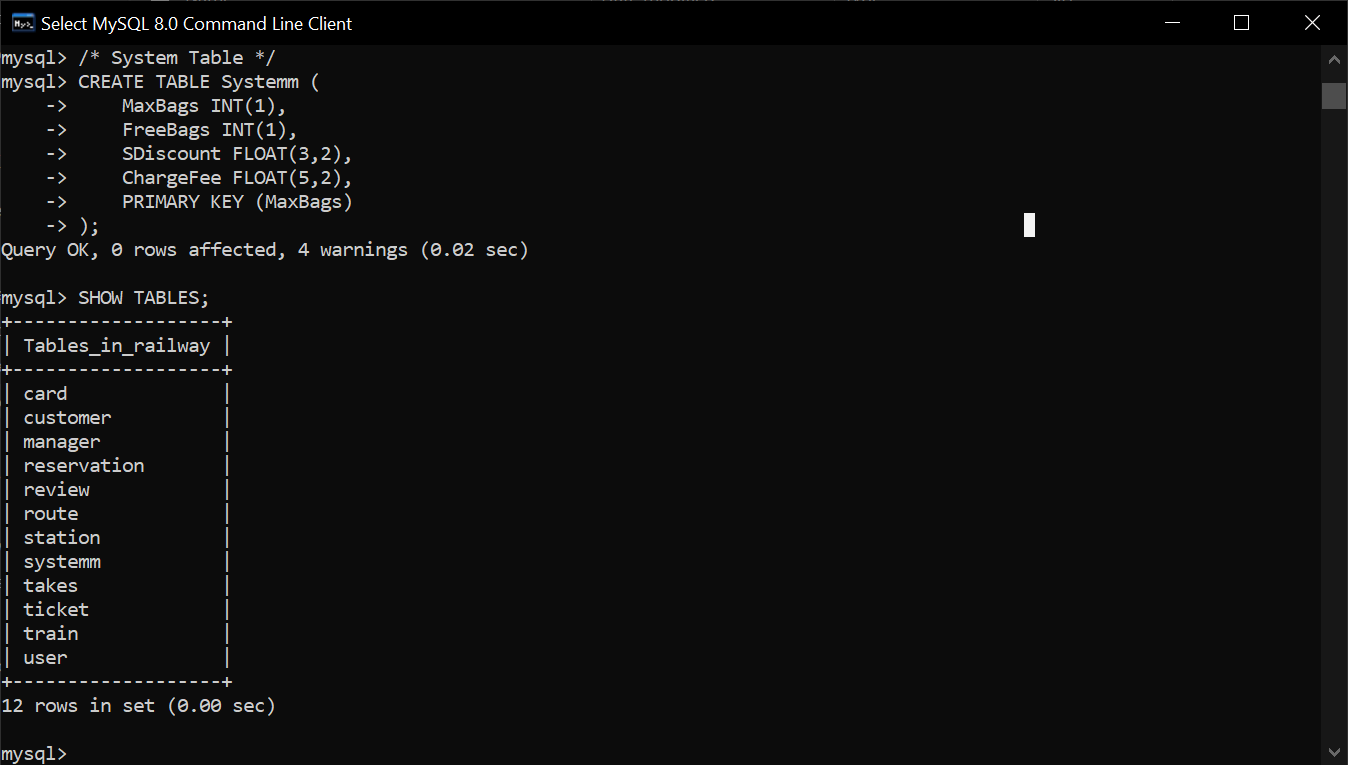 Select MySQL 8.0 Command Line Client
mysql> /* System Table */
mysql> CREATE TABLE Systemm (
    ->     MaxBags INT(1),
    ->     FreeBags INT(1),
    ->     SDiscount FLOAT(3,2),
    ->     ChargeFee FLOAT(5,2),
    ->     PRIMARY KEY (MaxBags)
    -> );
Query OK, 0 rows affected, 4 warnings (0.02 sec)
mysql> SHOW TABLES;
+-------------------+
| Tables_in_railway |
+-------------------+
| card              |
| customer          |
| manager           |
| reservation       |
| review            |
| route             |
| station           |
| systemm           |
| takes             |
| ticket            |
| train             |
| user              |
+-------------------+
12 rows in set (0.00 sec)
mysql>